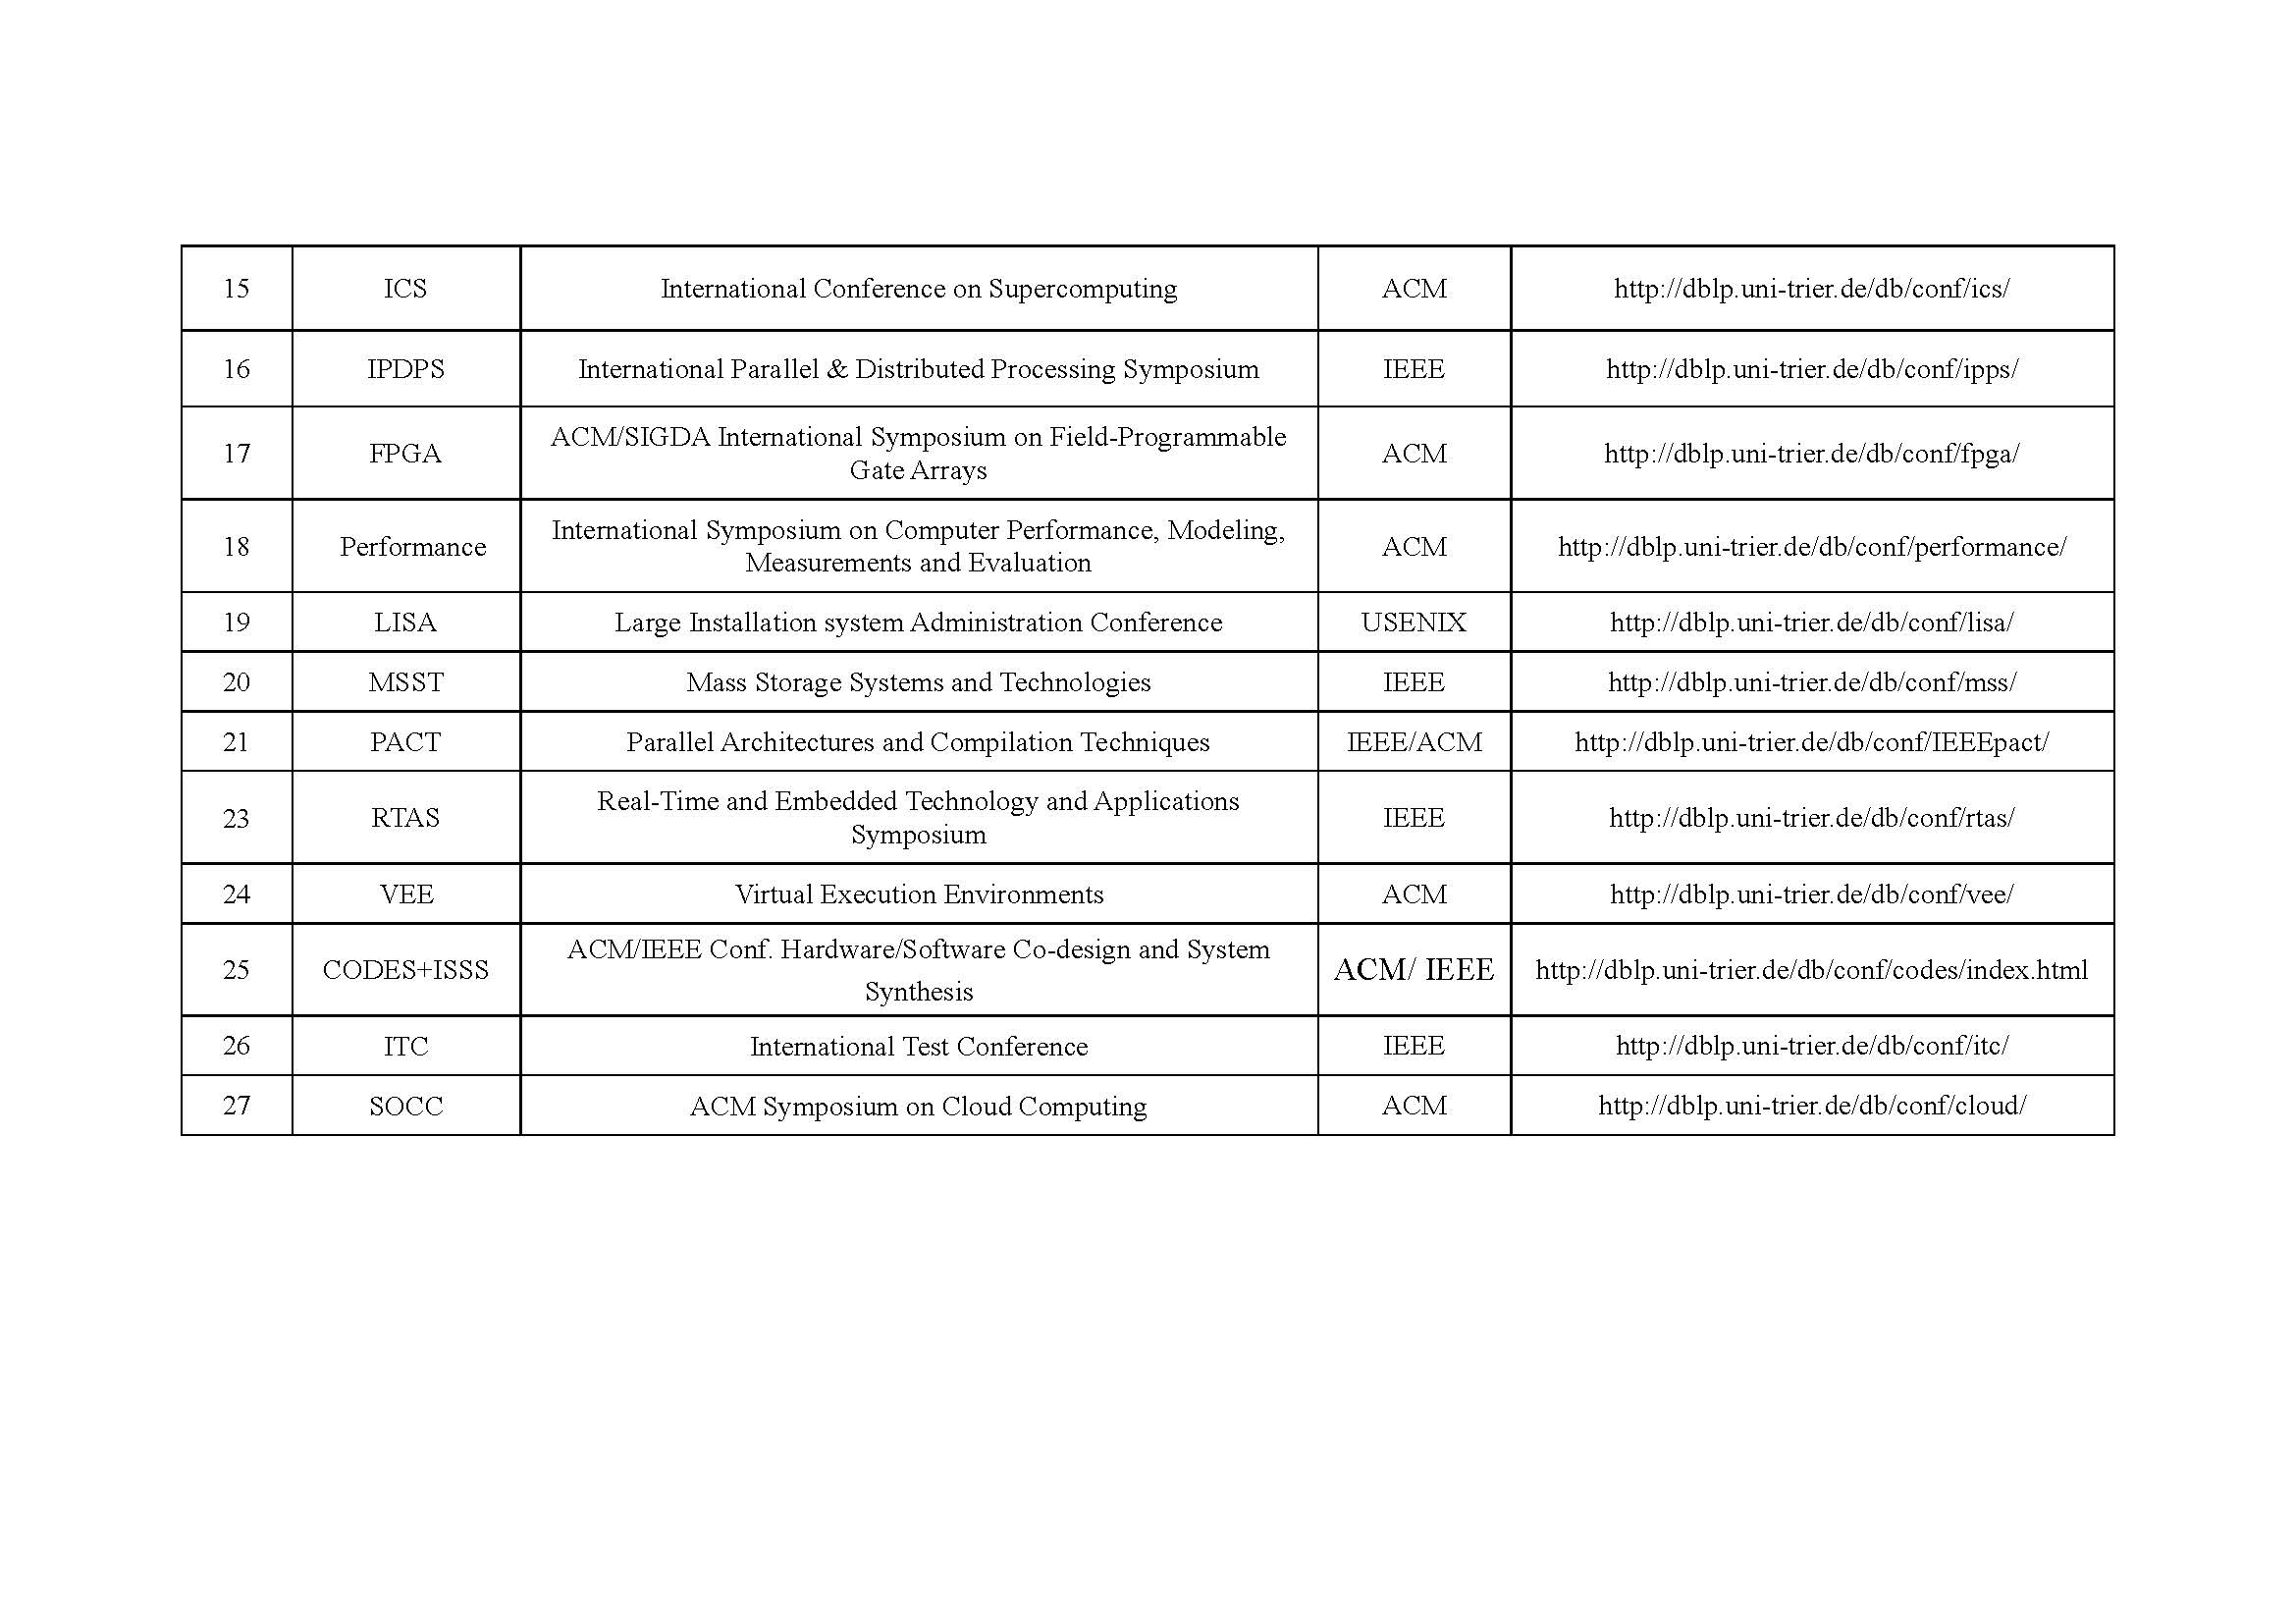 15 ICS International Conference on Supercomputing ACM http://dblp.uni-trier.de/db/conf/ics/
16 IPDPS International Parallel & Distributed Processing Symposium IEEE http://dblp.uni-trier.de/db/conf/ipps/
17 FPGA ACM/SIGDA International Symposium on Field-Programmable
Gate Arrays ACM http://dblp.uni-trier.de/db/conf/fpga/
18 Performance International Symposium on Computer Performance, Modeling,
Measurements and Evaluation ACM http://dblp.uni-trier.de/db/conf/performance/
19 LISA Large Installation system Administration Conference USENIX http://dblp.uni-trier.de/db/conf/lisa/
20 MSST Mass Storage Systems and Technologies IEEE http://dblp.uni-trier.de/db/conf/mss/
21 PACT Parallel Architectures and Compilation Techniques IEEE/ACM http://dblp.uni-trier.de/db/conf/IEEEpact/
23 RTAS Real-Time and Embedded Technology and Applications
Symposium IEEE http://dblp.uni-trier.de/db/conf/rtas/
24 VEE Virtual Execution Environments ACM http://dblp.uni-trier.de/db/conf/vee/
25 CODES+ISSS ACM/IEEE Conf. Hardware/Software Co-design and System
Synthesis ACM/ IEEE http://dblp.uni-trier.de/db/conf/codes/index.html
26 ITC International Test Conference IEEE http://dblp.uni-trier.de/db/conf/itc/
27 SOCC ACM Symposium on Cloud Computing ACM http://dblp.uni-trier.de/db/conf/cloud/